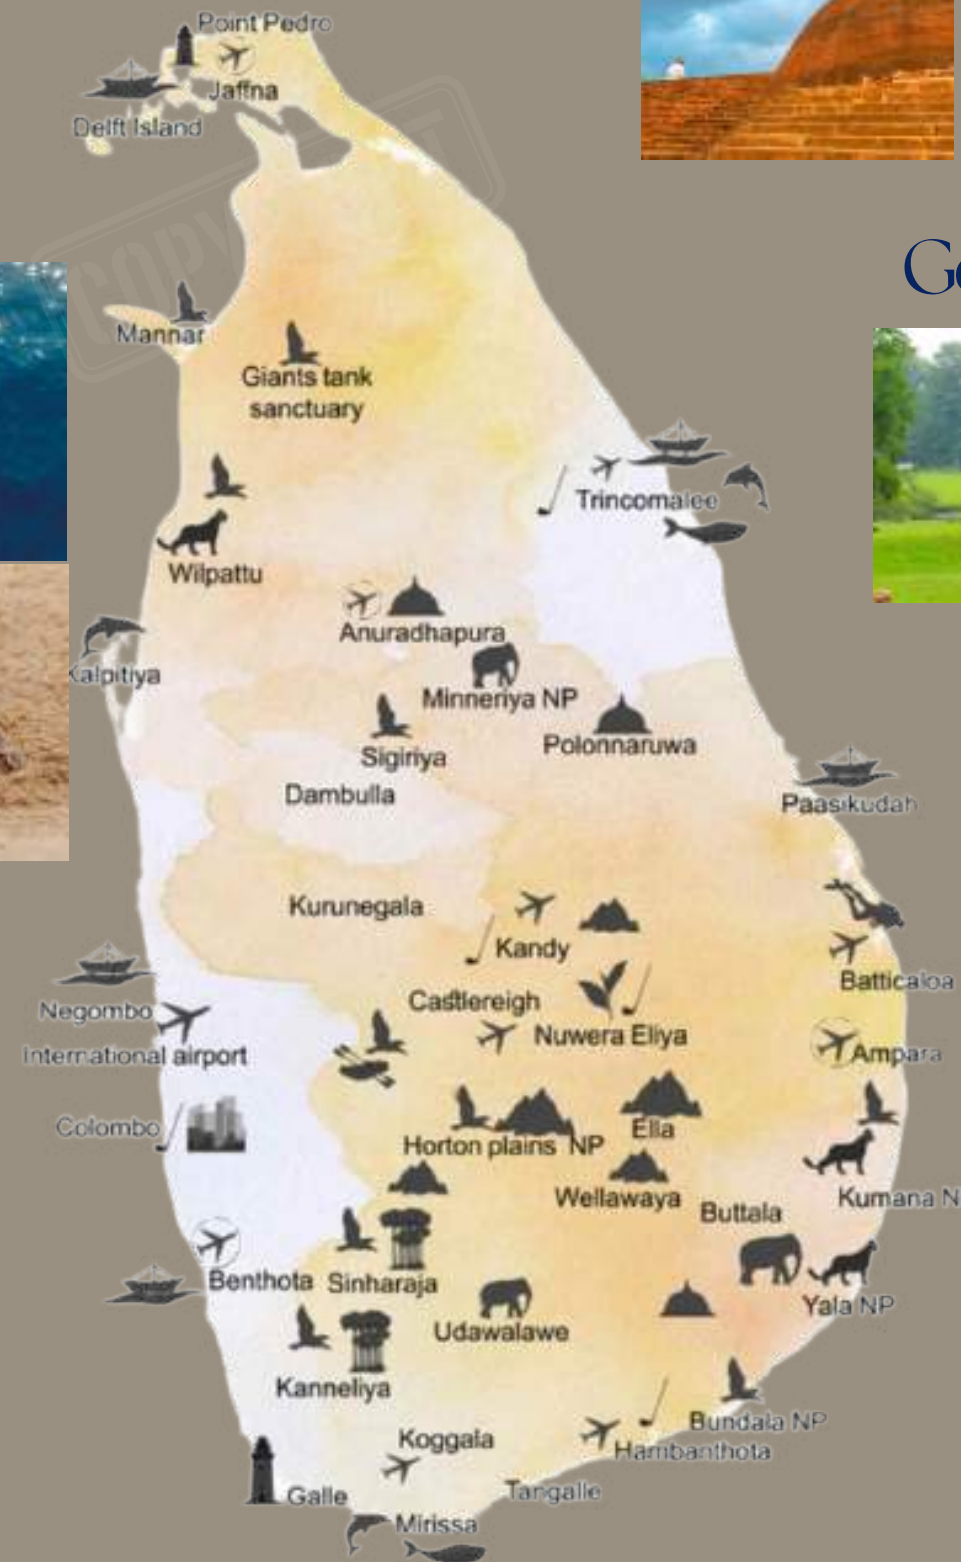 Point Pedro
Jaffna
Delft Island
Mannar
Giants tank
sanctuary
Trincomalee
Wilpattu
Anuradhapura
Kalpitiya
Minneriya NP
Polonnaruwa
Sigiriya
Dambulla
Paasikudah
Kurunegala
Kandy
Batticaloa
Castlereigh
Negombo
Nuwera Eliya
International airport
Ampara
Colombo
Ella
Horton plains NP
Wellawaya
Kumana N
Buttala
Benthota
Sinharaja
Yala NP
Udawalawe
Kanneliya
Bundala NP
Koggala
Hambanthota
Galle
Tangalle
Mirissa